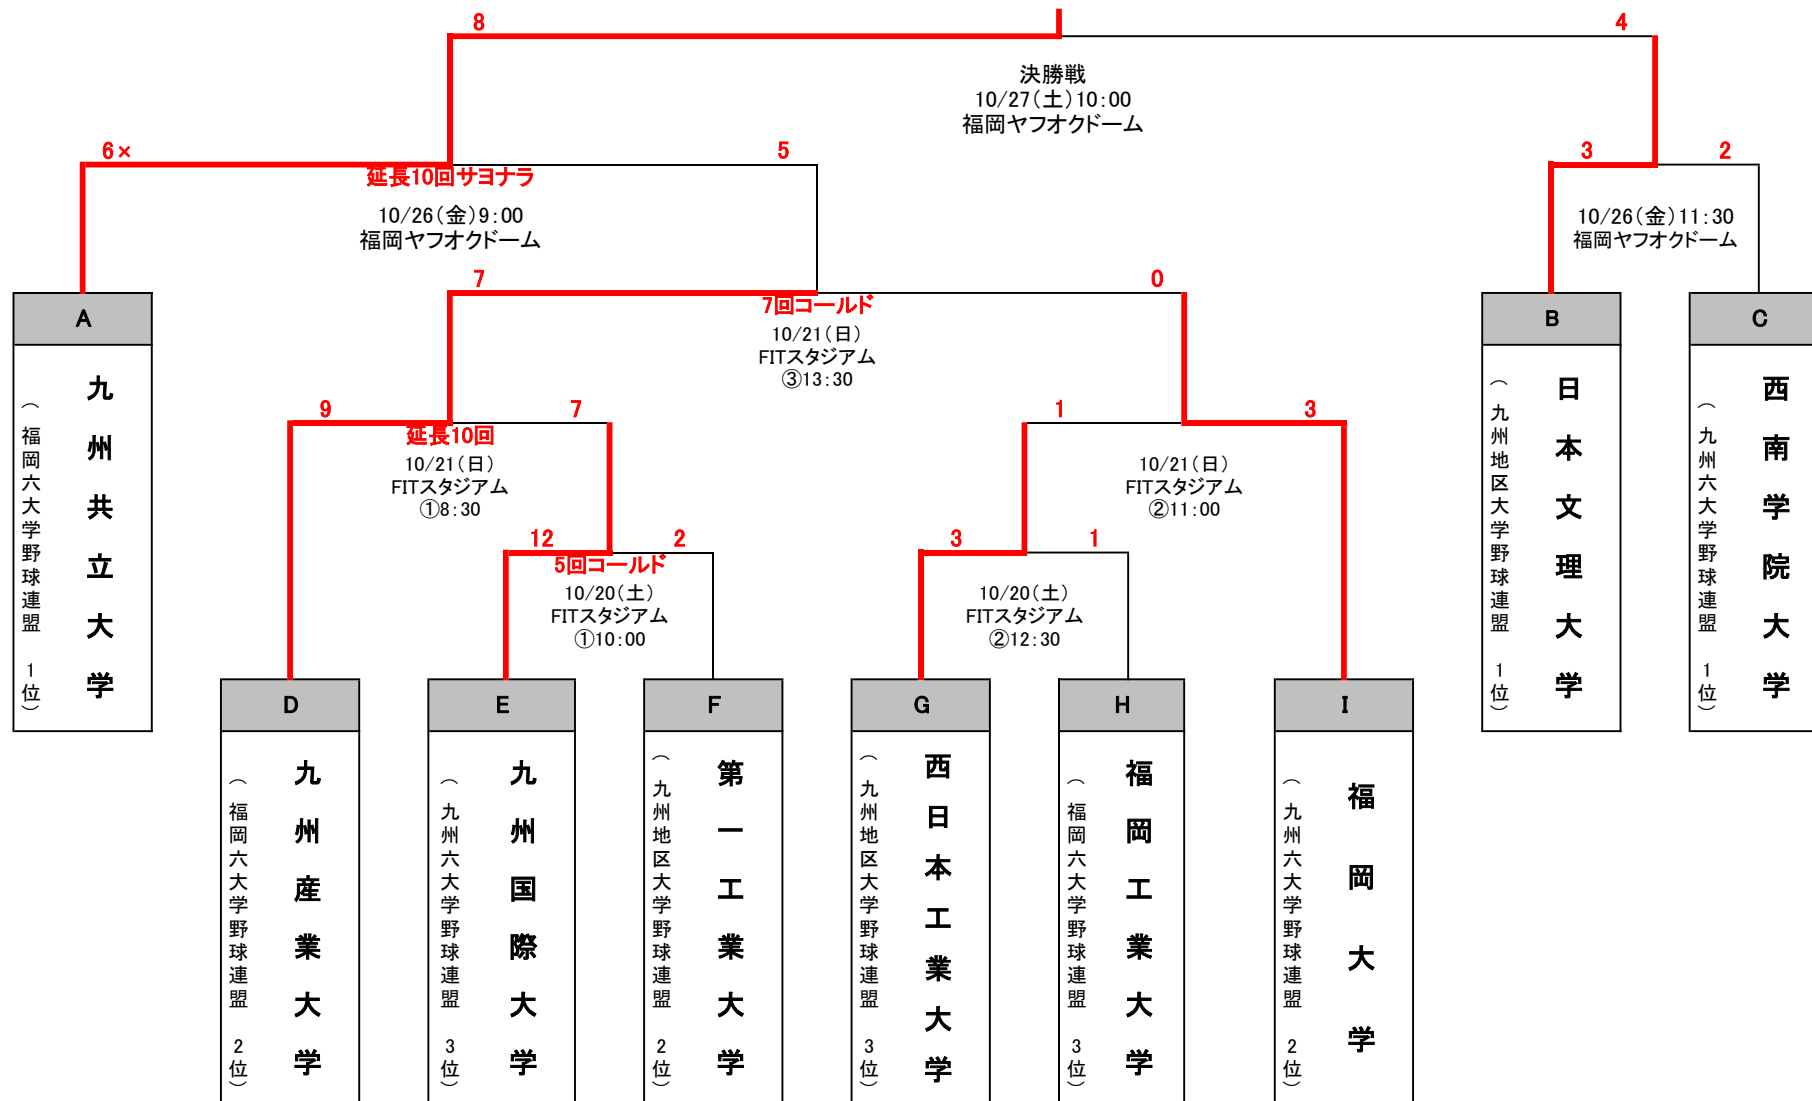 8
4
決勝戦
10/27(土)10:00
福岡ヤフオクドーム
6×
5
延長10回サヨナラ
10/26(金)9:00
福岡ヤフオクドーム
3
2
10/26(金)11:30
福岡ヤフオクドーム
7
0
7回コールド
10/21(日)
FITスタジアム
③13:30
A
九州共立大学
(福岡六大学野球連盟 1位)
B
日本文理大学
(九州地区大学野球連盟 1位)
C
西南学院大学
(九州六大学野球連盟 1位)
9
7
延長10回
10/21(日)
FITスタジアム
①8:30
1
3
10/21(日)
FITスタジアム
②11:00
12
2
5回コールド
10/20(土)
FITスタジアム
①10:00
3
1
10/20(土)
FITスタジアム
②12:30
D
九州産業大学
(福岡六大学野球連盟 2位)
E
九州国際大学
(九州六大学野球連盟 3位)
F
第一工業大学
(九州地区大学野球連盟 2位)
G
西日本工業大学
(九州地区大学野球連盟 3位)
H
福岡工業大学
(福岡六大学野球連盟 3位)
I
福岡大学
(九州六大学野球連盟 2位)